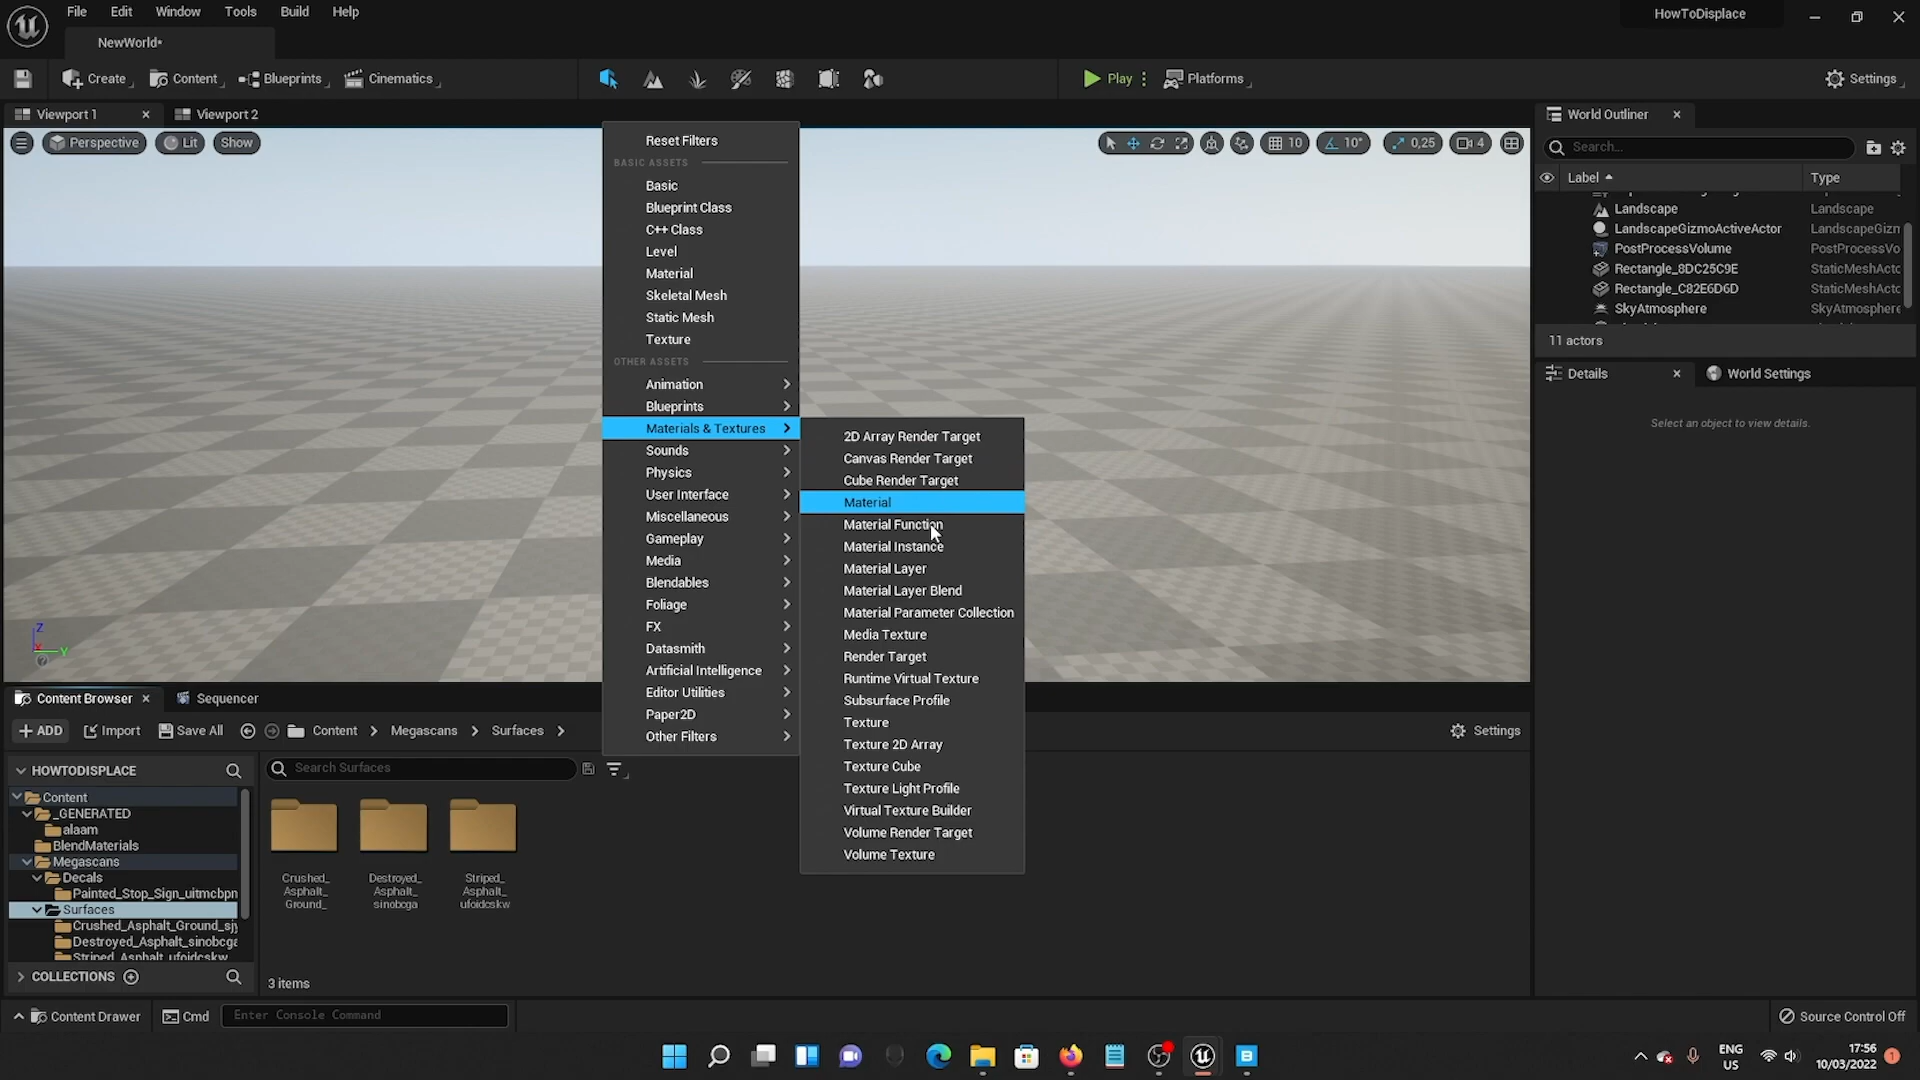 File Edit Window Tools Build Help
HowToDisplace
NewWorld•
Create Content Blueprints Cinematics Play Platforms Settings
Viewport 1 Viewport 2
Perspective Lit Show
10 10° 0,25 4
Reset Filters
BASIC ASSETS
Basic
Blueprint Class
C++ Class
Level
Material
Skeletal Mesh
Static Mesh
Texture
OTHER ASSETS
Animation
Blueprints
Materials & Textures
Sounds
Physics
User Interface
Miscellaneous
Gameplay
Media
Blendables
Foliage
FX
Datasmith
Artificial Intelligence
Editor Utilities
Paper2D
Other Filters
2D Array Render Target
Canvas Render Target
Cube Render Target
Material
Material Function
Material Instance
Material Layer
Material Layer Blend
Material Parameter Collection
Media Texture
Render Target
Runtime Virtual Texture
Subsurface Profile
Texture
Texture 2D Array
Texture Cube
Texture Light Profile
Virtual Texture Builder
Volume Render Target
Volume Texture
World Outliner
Search...
Label Type
Landscape Landscape
LandscapeGizmoActiveActor LandscapeGizn
PostProcessVolume PostProcessVo
Rectangle_8DC25C9E StaticMeshActo
Rectangle_C82E6D6D StaticMeshActo
SkyAtmosphere SkyAtmosphere
11 actors
Details World Settings
Select an object to view details.
Z
Y
Content Browser Sequencer
ADD Import Save All Content Megascans Surfaces Settings
HOWTODISPLACE
Content
_GENERATED
alaam
BlendMaterials
Megascans
Decals
Painted_Stop_Sign_uitmcbpn
Surfaces
Crushed_Asphalt_Ground_sjy
Destroyed_Asphalt_sinobcga
Striped_Asphalt_ufoidcskw
COLLECTIONS
Search Surfaces
Crushed_
Asphalt_
Ground_
Destroyed_
Asphalt_
sinobcga
Striped_
Asphalt_
ufoidcskw
3 items
Content Drawer Cmd Enter Console Command Source Control Off
ENG
US
17:56
10/03/2022
1